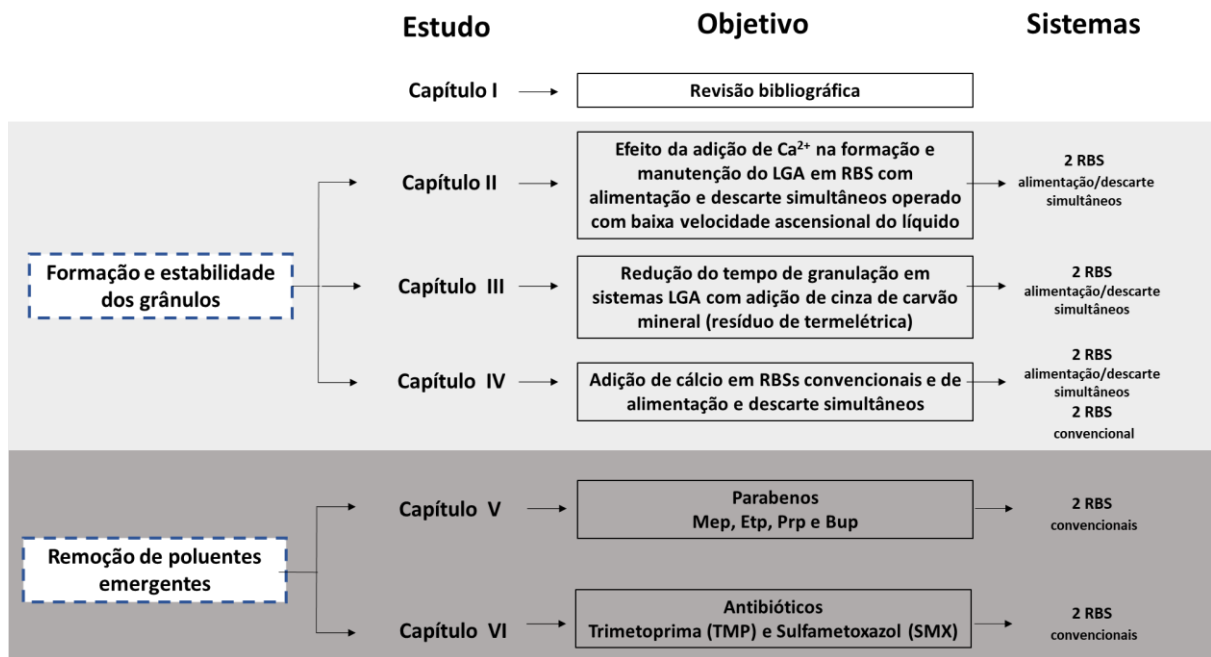 Estudo
Objetivo
Sistemas
Capítulo I
Revisão bibliográfica
Formação e estabilidade
dos grânulos
Capítulo II
Efeito da adição de Ca²⁺ na formação e
manutenção do LGA em RBS com
alimentação e descarte simultâneos operado
com baixa velocidade ascensional do líquido
2 RBS
alimentação/descarte
simultâneos
Capítulo III
Redução do tempo de granulação em
sistemas LGA com adição de cinza de carvão
mineral (resíduo de termelétrica)
2 RBS
alimentação/descarte
simultâneos
Capítulo IV
Adição de cálcio em RBSs convencionais e de
alimentação e descarte simultâneos
2 RBS
alimentação/descarte
simultâneos
2 RBS
convencional
Remoção de poluentes
emergentes
Capítulo V
Parabenos
Mep, Etp, Prp e Bup
2 RBS
convencionais
Capítulo VI
Antibióticos
Trimetoprima (TMP) e Sulfametoxazol (SMX)
2 RBS
convencionais